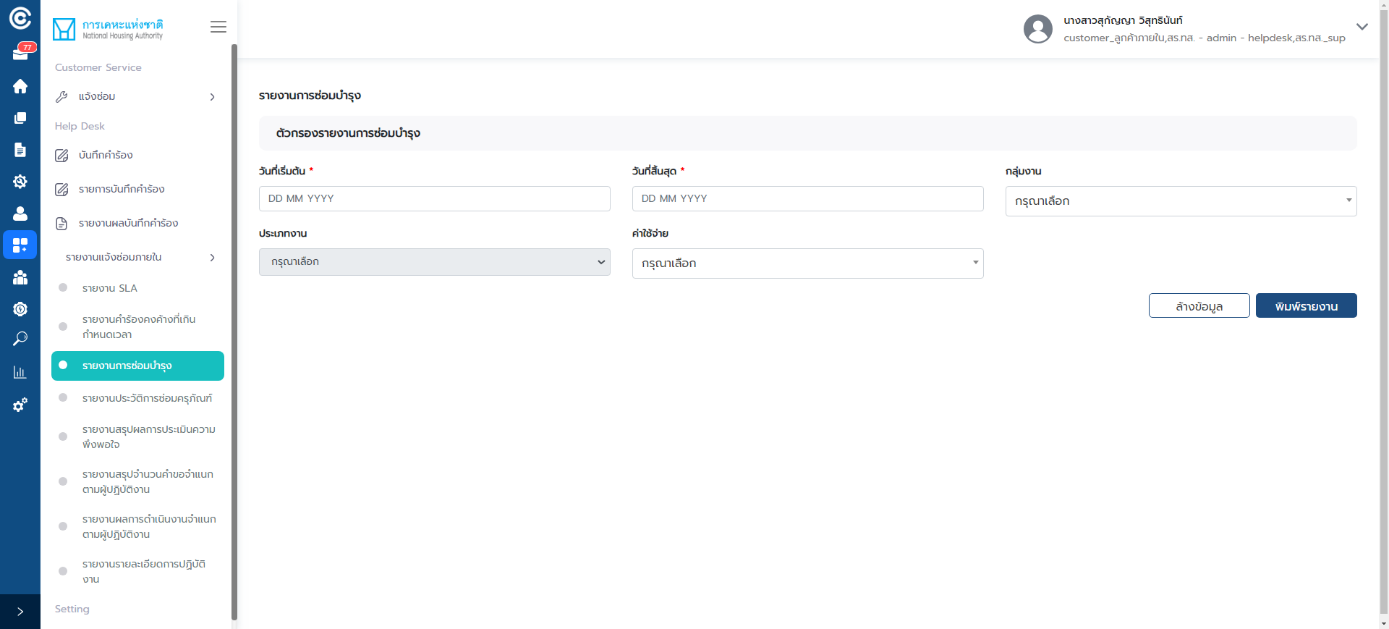 77
การเคหะแห่งชาติ
National Housing Authority
Customer Service
แจ้งซ่อม
Help Desk
บันทึกคำร้อง
รายการบันทึกคำร้อง
รายงานผลบันทึกคำร้อง
รายงานแจ้งซ่อมภายใน
รายงาน SLA
รายงานคำร้องคงค้างที่เกิน
กำหนดเวลา
รายงานการซ่อมบำรุง
รายงานประวัติการซ่อมครุภัณฑ์
รายงานสรุปผลการประเมินความ
พึงพอใจ
รายงานสรุปจำนวนคำขอจำแนก
ตามผู้ปฏิบัติงาน
รายงานผลการดำเนินงานจำแนก
ตามผู้ปฏิบัติงาน
รายงานรายละเอียดการปฏิบัติ
งาน
Setting
นางสาวสุกัญญา วิสุทธินันท์
customer_ลูกค้าภายใน,สร.ทส. - admin - helpdesk,สร.ทส._sup
รายงานการซ่อมบำรุง
ตัวกรองรายงานการซ่อมบำรุง
วันที่เริ่มต้น *
วันที่สิ้นสุด *
กลุ่มงาน
DD MM YYYY
DD MM YYYY
กรุณาเลือก
ประเภทงาน
ค่าใช้จ่าย
กรุณาเลือก
กรุณาเลือก
ล้างข้อมูล
พิมพ์รายงาน